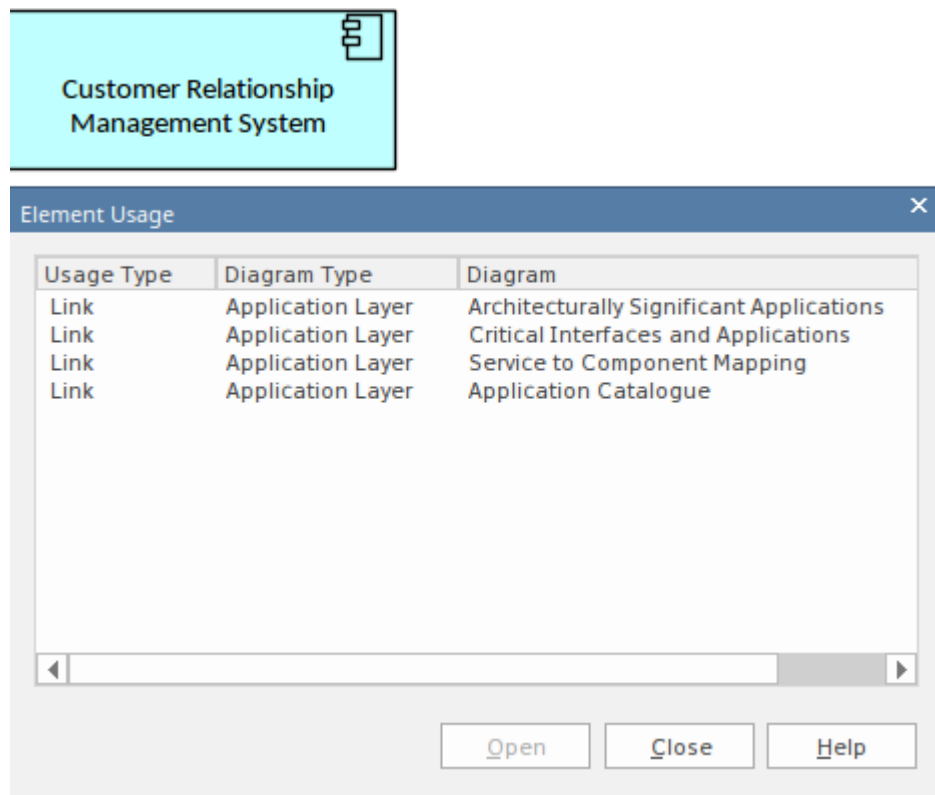 Customer Relationship
Management System
Element Usage
Usage Type Diagram Type Diagram
Link Application Layer Architecturally Significant Applications
Link Application Layer Critical Interfaces and Applications
Link Application Layer Service to Component Mapping
Link Application Layer Application Catalogue
Open Close Help